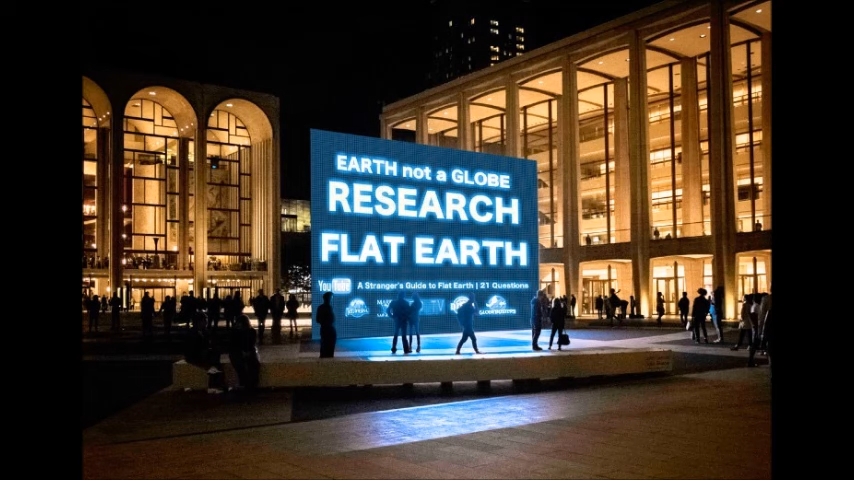 EARTH not a GLOBE
RESEARCH
FLAT EARTH
YouTube A Stranger's Guide to Flat Earth | 21 Questions